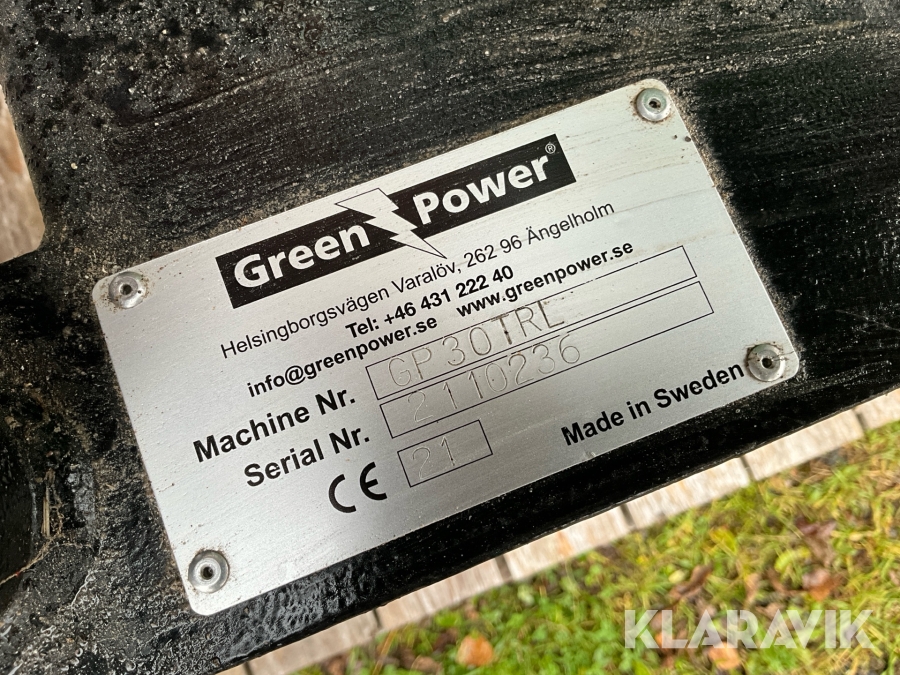 Green Power®
Helsingborgsvägen Varalöv, 262 96 Ängelholm
Tel: +46 431 222 40
info@greenpower.se www.greenpower.se
Machine Nr. GP30TRL
Serial Nr. 2110236
CE 21
Made in Sweden
KLARAVIK